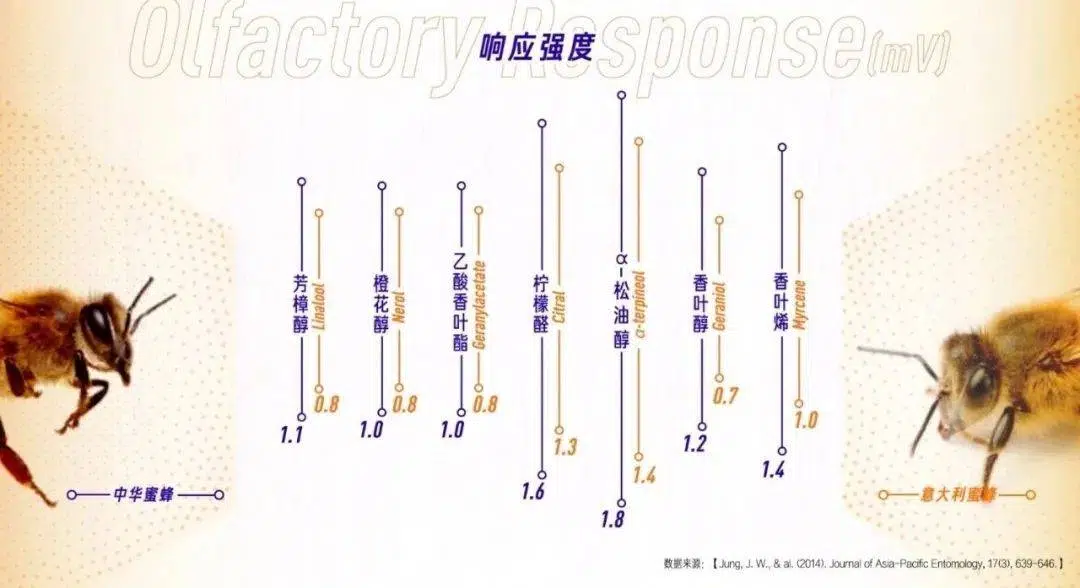 Olfactory Response(mV)
响应强度
芳樟醇
Linalool
1.1
0.8
橙花醇
Nerol
1.0
0.8
乙酸香叶酯
Geranylacetate
1.0
0.8
柠檬醛
Citral
1.6
1.3
α-松油醇
α-terpineol
1.8
1.4
香叶醇
Geraniol
1.2
0.7
香叶烯
Myrcene
1.4
1.0
中华蜜蜂
意大利蜜蜂
数据来源：【Jung, J. W., & al. (2014). Journal of Asia-Pacific Entomology, 17(3), 639-646.】